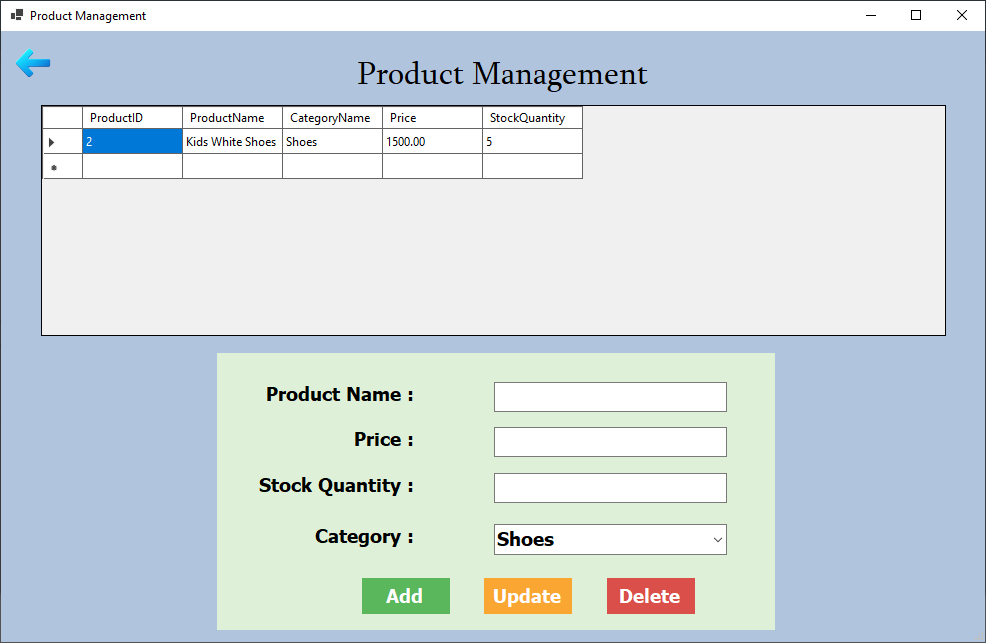 Product Management
Product Management
ProductID ProductName CategoryName Price StockQuantity
2 Kids White Shoes Shoes 1500.00 5
Product Name :
Price :
Stock Quantity :
Category : Shoes
Add Update Delete